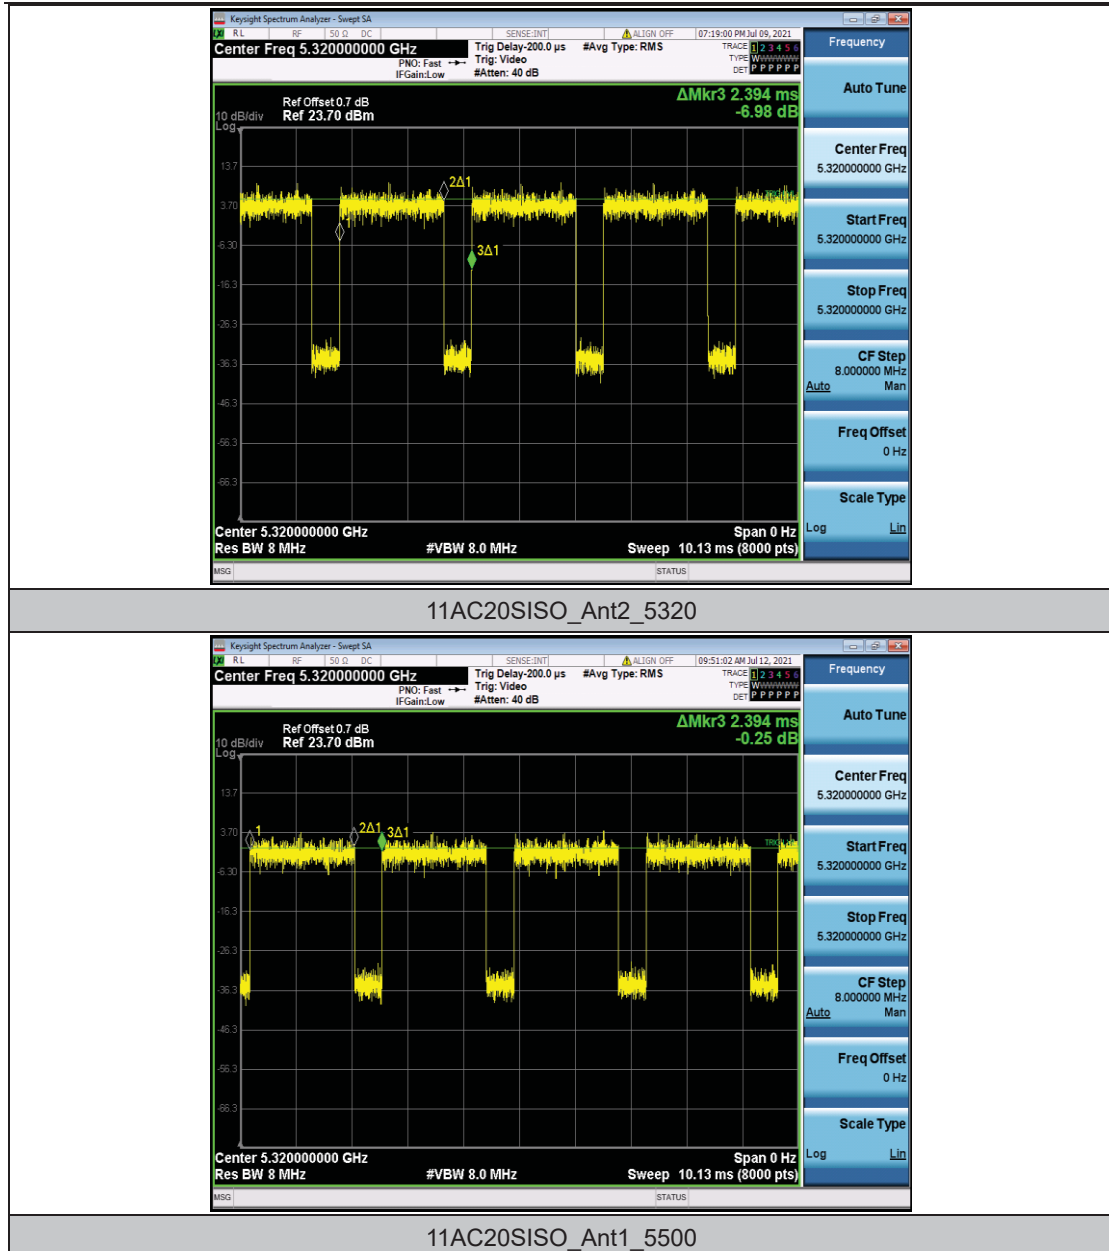 Keysight Spectrum Analyzer - Swept SA
LXI RL RF 50 Ω DC SENSE:INT ALIGN OFF 07:19:00 PM Jul 09, 2021
Center Freq 5.320000000 GHz
Trig Delay-200.0 µs #Avg Type: RMS TRACE 1 2 3 4 5 6
PNO: Fast Trig: Video TYPE W
IFGain:Low #Atten: 40 dB DET P P P P P P
Frequency
Auto Tune
ΔMkr3 2.394 ms
-6.98 dB
Ref Offset 0.7 dB
10 dB/div Ref 23.70 dBm
Log
13.7
3.70
-6.30
-16.3
-26.3
-36.3
-46.3
-56.3
-66.3
1
2Δ1
3Δ1
Center Freq
5.320000000 GHz
Start Freq
5.320000000 GHz
Stop Freq
5.320000000 GHz
CF Step
8.000000 MHz
Auto Man
Freq Offset
0 Hz
Scale Type
Log Lin
Center 5.320000000 GHz Span 0 Hz
Res BW 8 MHz #VBW 8.0 MHz Sweep 10.13 ms (8000 pts)
MSG STATUS
11AC20SISO_Ant2_5320
Keysight Spectrum Analyzer - Swept SA
LXI RL RF 50 Ω DC SENSE:INT ALIGN OFF 09:51:02 AM Jul 12, 2021
Center Freq 5.320000000 GHz
Trig Delay-200.0 µs #Avg Type: RMS TRACE 1 2 3 4 5 6
PNO: Fast Trig: Video TYPE W
IFGain:Low #Atten: 40 dB DET P P P P P P
Frequency
Auto Tune
ΔMkr3 2.394 ms
-0.25 dB
Ref Offset 0.7 dB
10 dB/div Ref 23.70 dBm
Log
13.7
3.70
-6.30
-16.3
-26.3
-36.3
-46.3
-56.3
-66.3
1
2Δ1
3Δ1
Center Freq
5.320000000 GHz
Start Freq
5.320000000 GHz
Stop Freq
5.320000000 GHz
CF Step
8.000000 MHz
Auto Man
Freq Offset
0 Hz
Scale Type
Log Lin
Center 5.320000000 GHz Span 0 Hz
Res BW 8 MHz #VBW 8.0 MHz Sweep 10.13 ms (8000 pts)
MSG STATUS
11AC20SISO_Ant1_5500